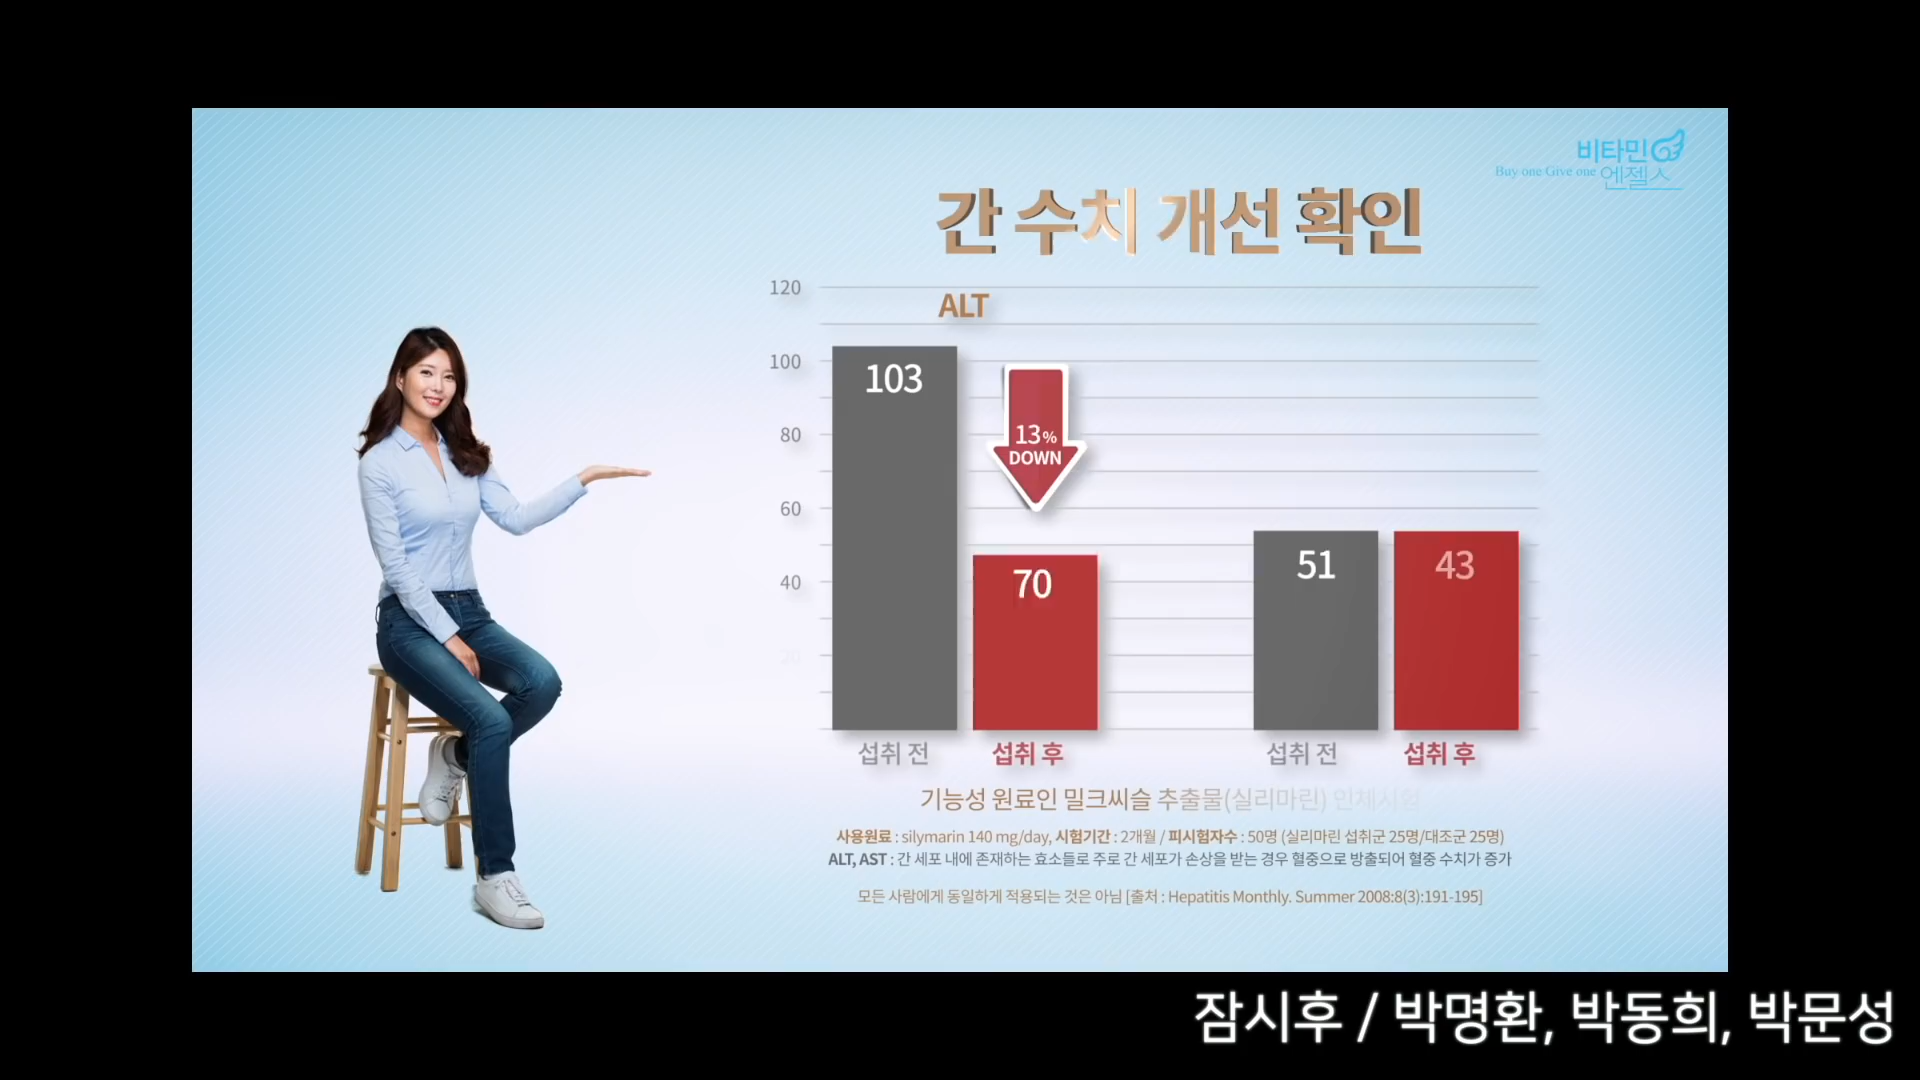 비타민
Buy one Give one 엔젤스
간 수치 개선 확인
120
100
80
60
40
20
ALT
103
13%
DOWN
70
51
43
섭취 전
섭취 후
섭취 전
섭취 후
기능성 원료인 밀크씨슬 추출물(실리마린) 인체시험
사용원료 : silymarin 140 mg/day, 시험기간 : 2개월 / 피시험자수 : 50명 (실리마린 섭취군 25명/대조군 25명)
ALT, AST : 간 세포 내에 존재하는 효소들로 주로 간 세포가 손상을 받는 경우 혈중으로 방출되어 혈중 수치가 증가
모든 사람에게 동일하게 적용되는 것은 아님 [출처 : Hepatitis Monthly. Summer 2008:8(3):191-195]
잠시후 / 박명환, 박동희, 박문성